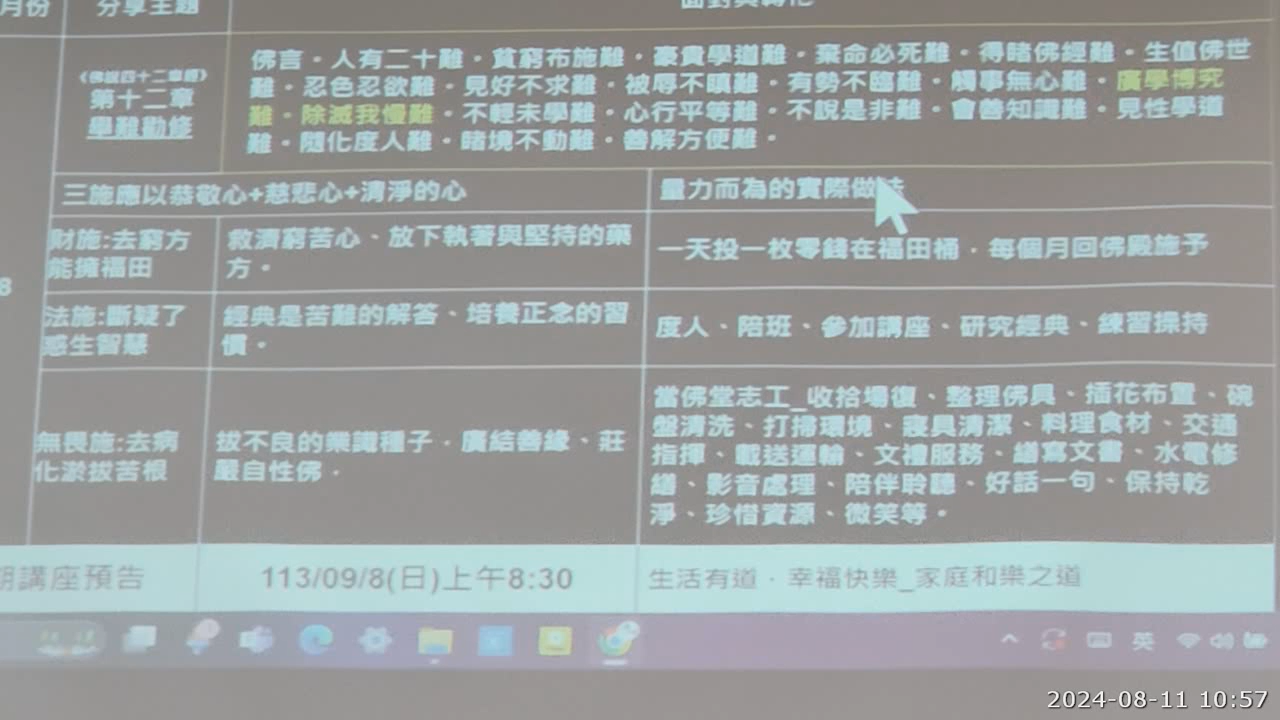 月份
分享主題
面對與轉化
《佛說四十二章經》
第十二章
舉難勸修
佛言。人有二十難。貧窮布施難。豪貴學道難。棄命必死難。得睹佛經難。生值佛世
難。忍色忍欲難。見好不求難。被辱不瞋難。有勢不臨難。觸事無心難。廣學博究
難。除滅我慢難。不輕未學難。心行平等難。不說是非難。會善知識難。見性學道
難。隨化度人難。睹境不動難。善解方便難。
三施應以恭敬心+慈悲心+清淨的心
量力而為的實際做法
8
財施:去窮方
能擁福田
救濟窮苦心、放下執著與堅持的藥
方。
一天投一枚零錢在福田桶，每個月回佛殿施予
法施:斷疑了
惑生智慧
經典是苦難的解答、培養正念的習
慣。
度人、陪班、參加講座、研究經典、練習操持
無畏施:去病
化淤拔苦根
拔不良的業識種子，廣結善緣、莊
嚴自性佛。
當佛堂志工_收拾場復、整理佛具、插花布置、碗
盤清洗、打掃環境、寢具清潔、料理食材、交通
指揮、載送運輸、文禮服務、繕寫文書、水電修
繕、影音處理、陪伴聆聽、好話一句、保持乾
淨、珍惜資源、微笑等。
期講座預告
113/09/8(日)上午8:30
生活有道，幸福快樂_家庭和樂之道
英
2024-08-11 10:57